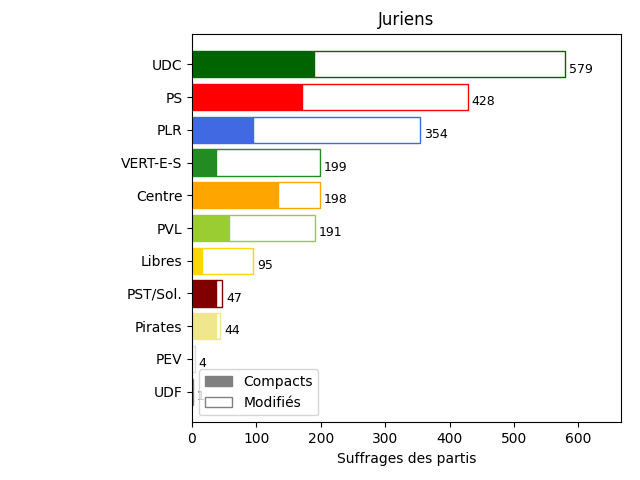 Juriens
UDC 579
PS 428
PLR 354
VERT-E-S 199
Centre 198
PVL 191
Libres 95
PST/Sol. 47
Pirates 44
PEV 4
UDF
Compacts
Modifiés
0 100 200 300 400 500 600
Suffrages des partis